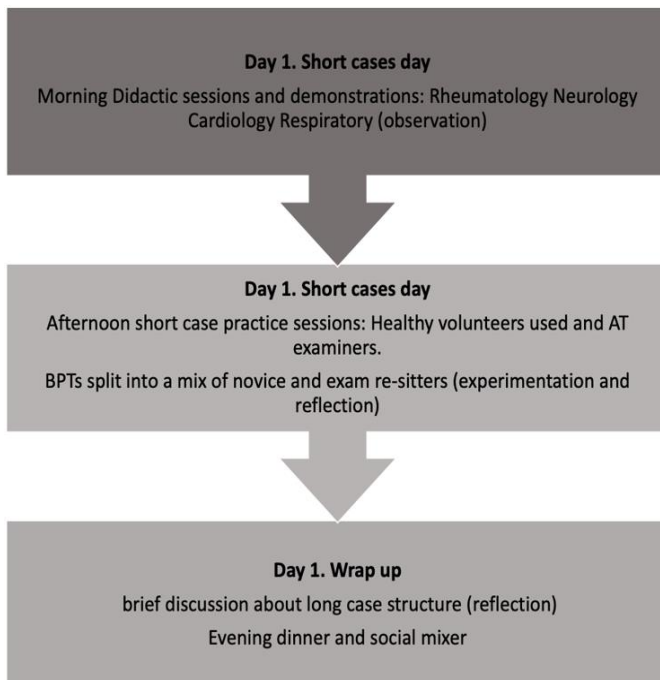 Day 1. Short cases day
Morning Didactic sessions and demonstrations: Rheumatology Neurology
Cardiology Respiratory (observation)
Day 1. Short cases day
Afternoon short case practice sessions: Healthy volunteers used and AT
examiners.
BPTs split into a mix of novice and exam re-sitters (experimentation and
reflection)
Day 1. Wrap up
brief discussion about long case structure (reflection)
Evening dinner and social mixer